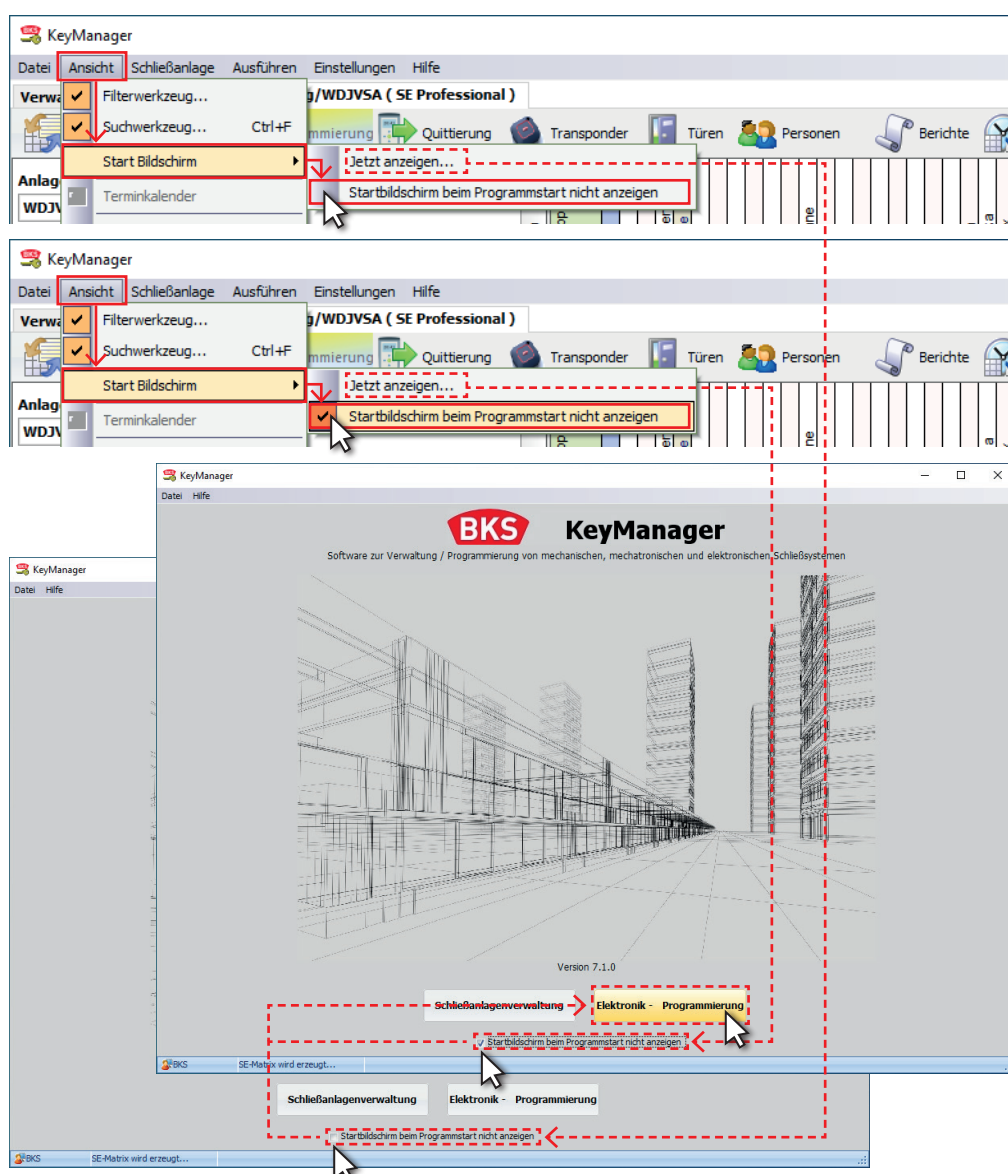 KeyManager
Datei Ansicht Schließanlage Ausführen Einstellungen Hilfe
Filterwerkzeug... /WDJVSA ( SE Professional )
Suchwerkzeug... Ctrl+F Quittierung Transponder Türen Personen Berichte
Start Bildschirm Jetzt anzeigen...
Startbildschirm beim Programmstart nicht anzeigen
Terminkalender
KeyManager
Datei Ansicht Schließanlage Ausführen Einstellungen Hilfe
Filterwerkzeug... /WDJVSA ( SE Professional )
Suchwerkzeug... Ctrl+F Quittierung Transponder Türen Personen Berichte
Start Bildschirm Jetzt anzeigen...
Startbildschirm beim Programmstart nicht anzeigen
Terminkalender
KeyManager
Datei Hilfe
BKS KeyManager
Software zur Verwaltung / Programmierung von mechanischen, mechatronischen und elektronischen Schließsystemen
KeyManager
Datei Hilfe
Version 7.1.0
Schließanlagenverwaltung Elektronik - Programmierung
Startbildschirm beim Programmstart nicht anzeigen
BKS SE-Matrix wird erzeugt...
Schließanlagenverwaltung Elektronik - Programmierung
Startbildschirm beim Programmstart nicht anzeigen
BKS SE-Matrix wird erzeugt...